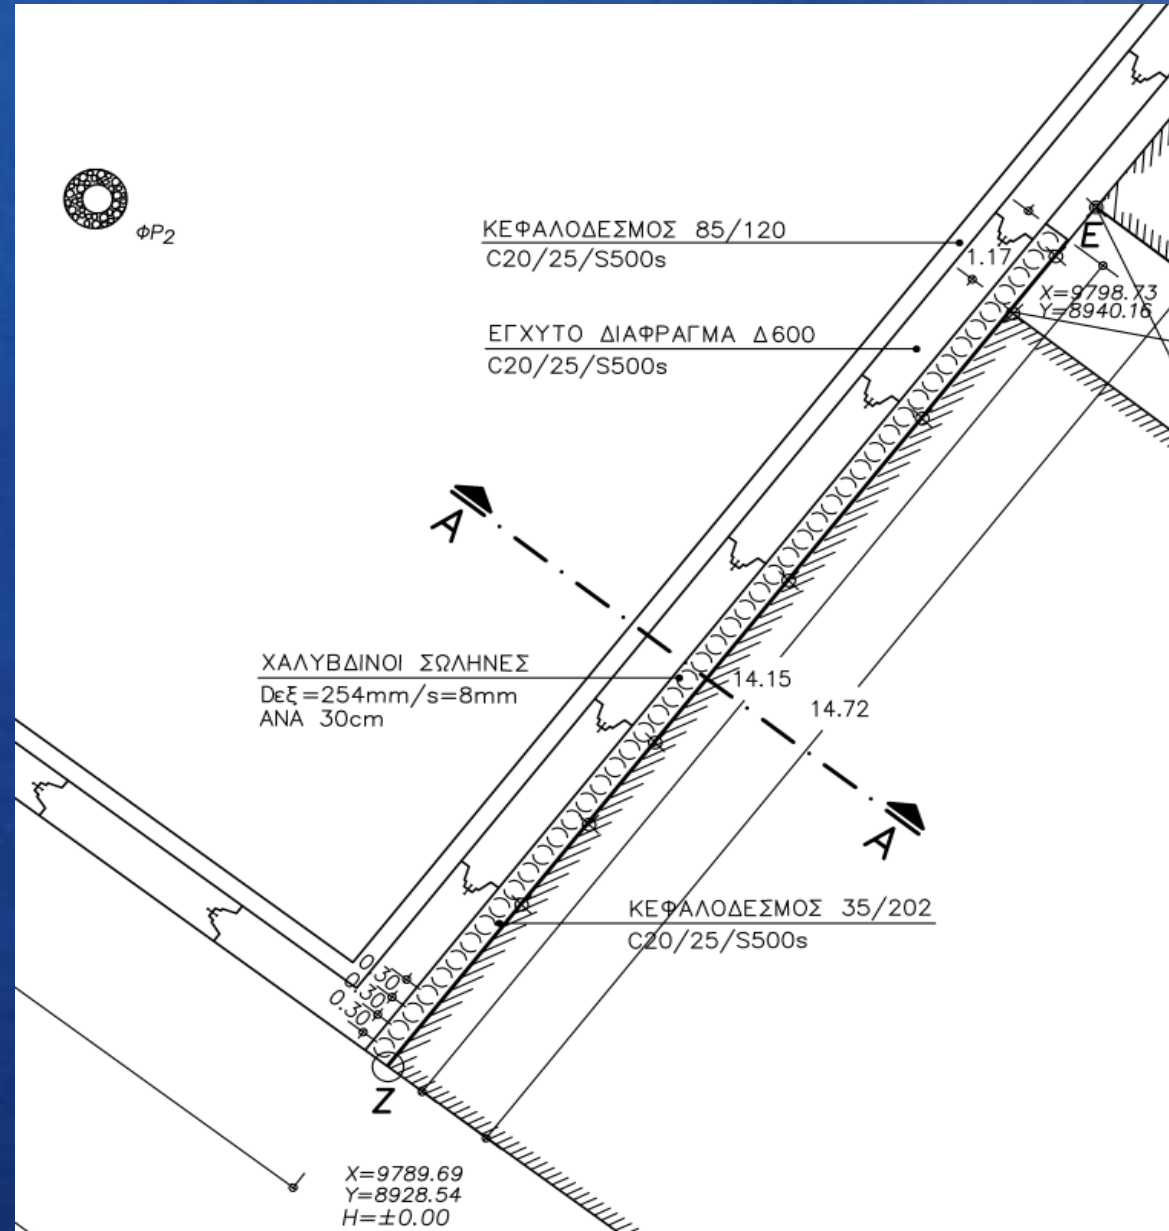 φP2
ΚΕΦΑΛΟΔΕΣΜΟΣ 85/120
C20/25/S500s
E
1.17
X=9798.73
Y=8940.16
ΕΓΧΥΤΟ ΔΙΑΦΡΑΓΜΑ Δ600
C20/25/S500s
A
ΧΑΛΥΒΔΙΝΟΙ ΣΩΛΗΝΕΣ
Dεξ=254mm/s=8mm
ΑΝΑ 30cm
14.15
14.72
A
ΚΕΦΑΛΟΔΕΣΜΟΣ 35/202
C20/25/S500s
0.30
0.30
0.30
Z
X=9789.69
Y=8928.54
H=±0.00